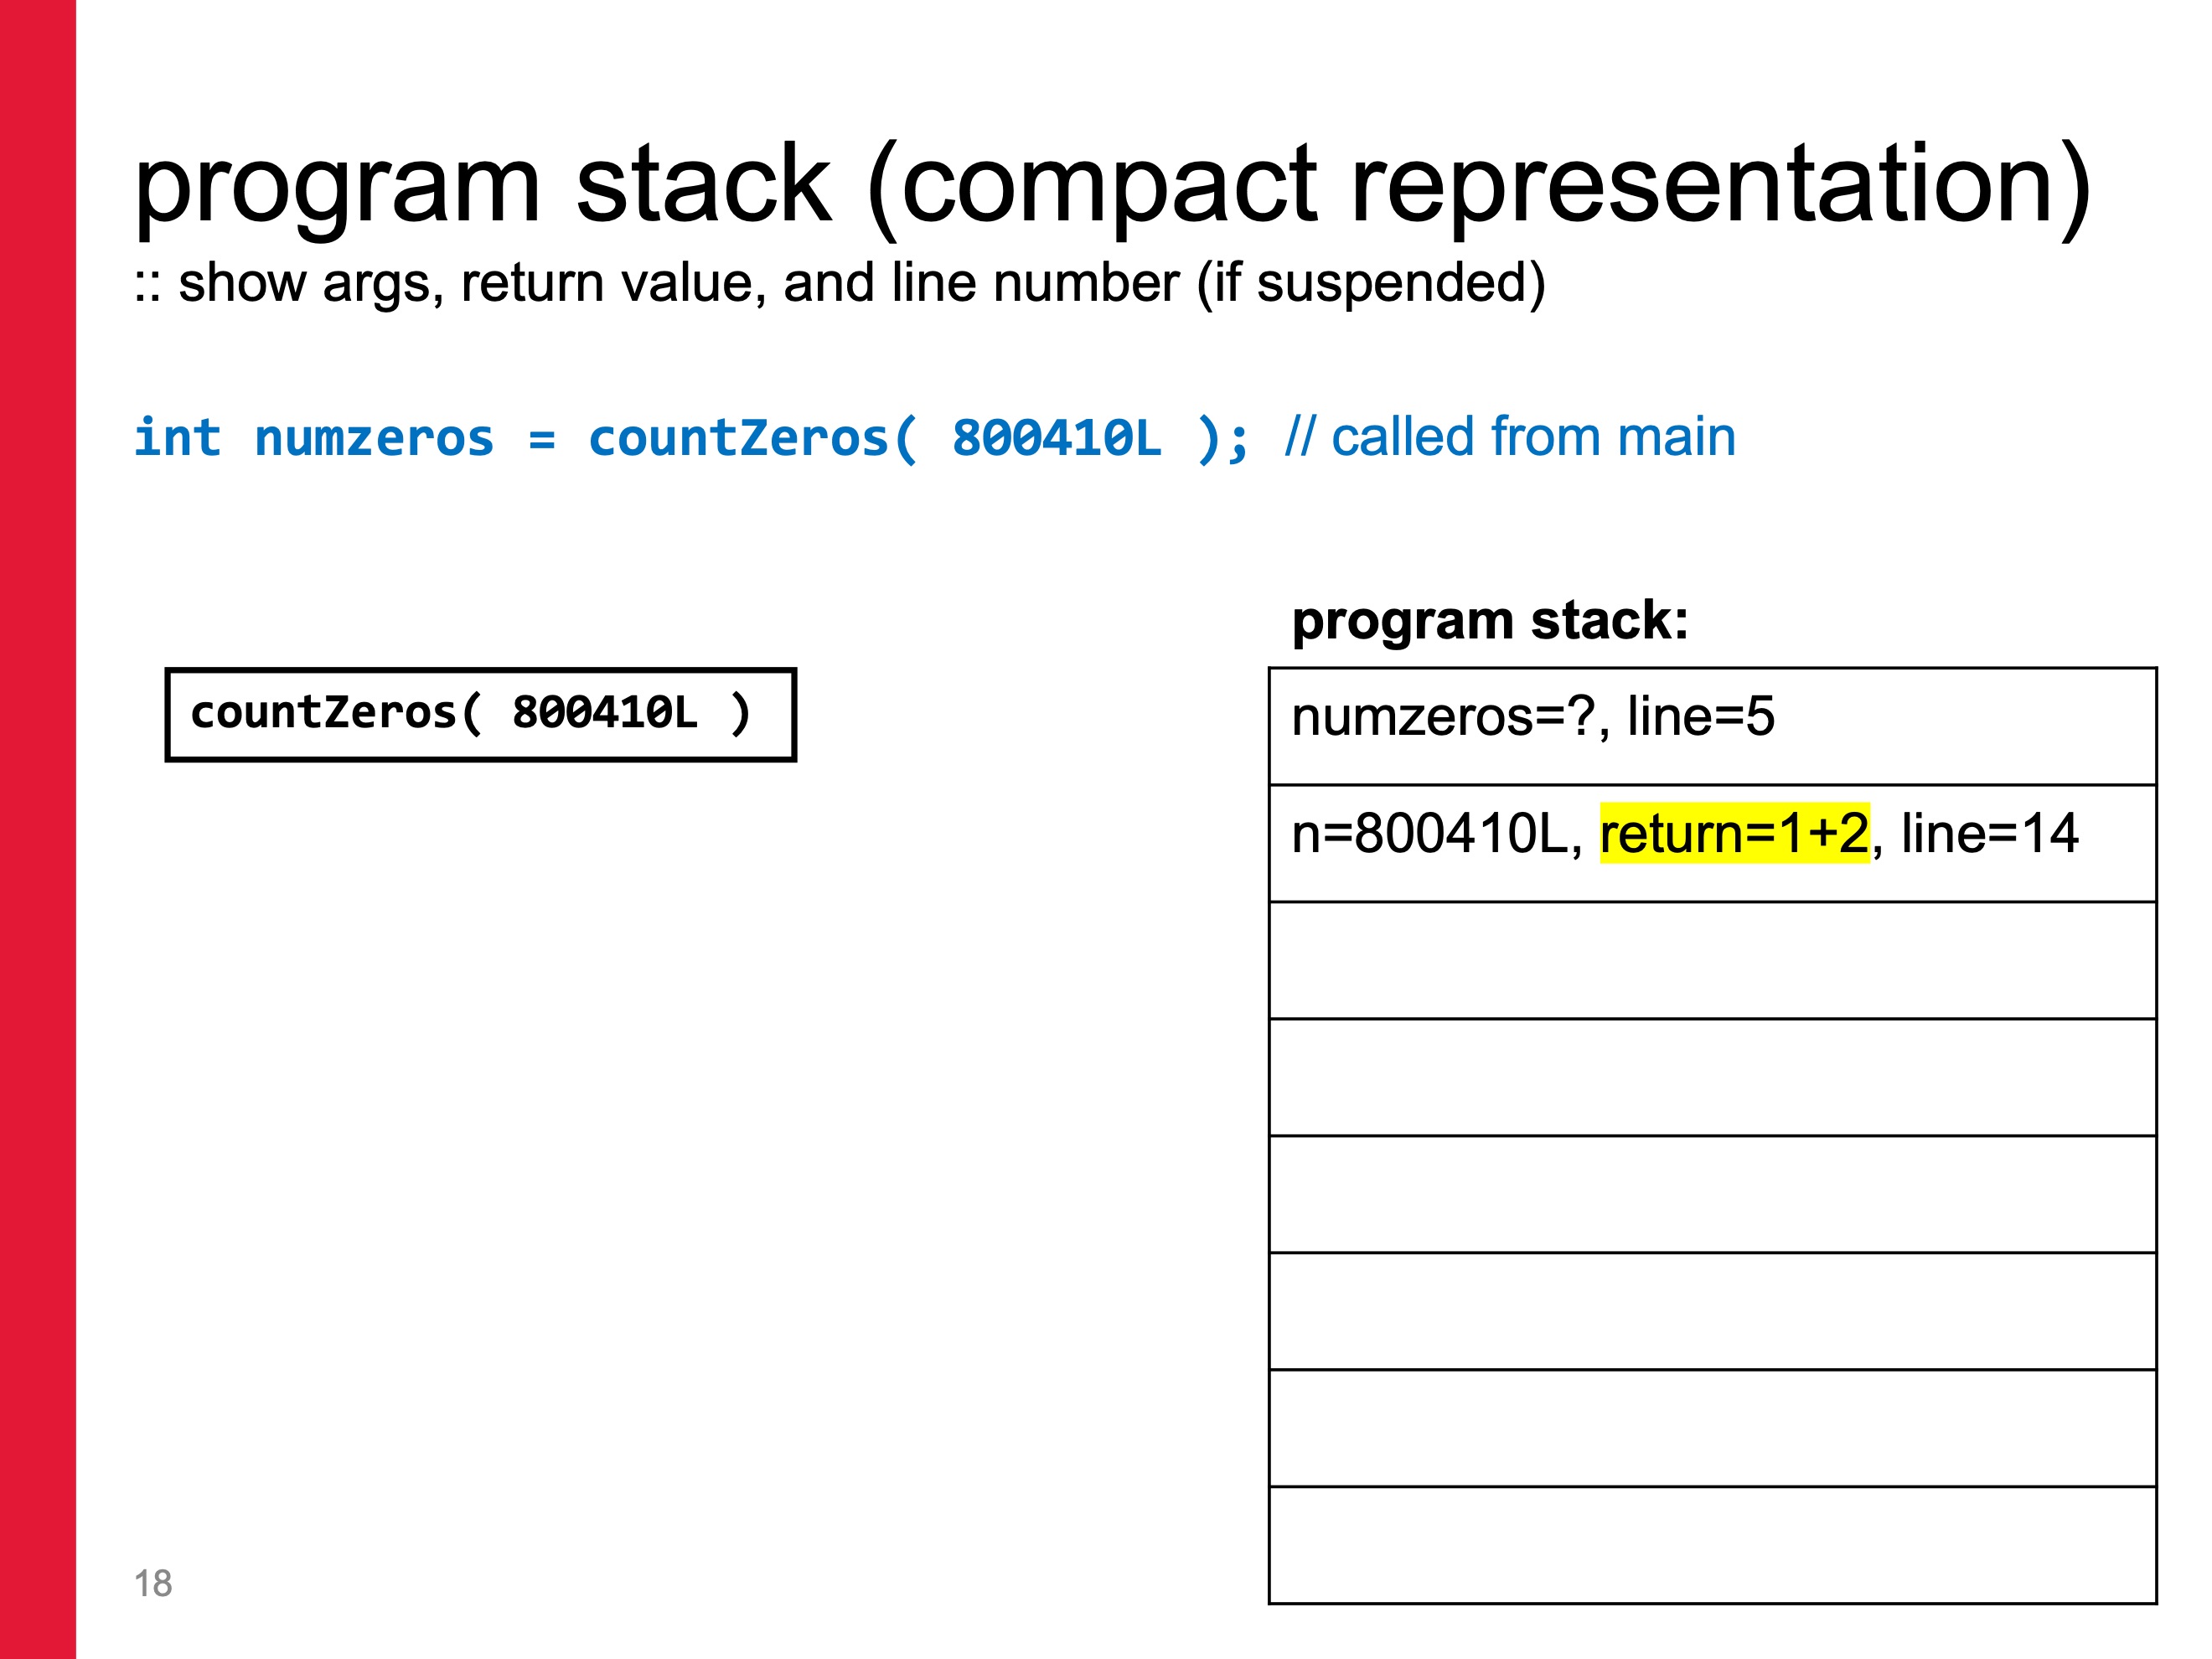 program stack (compact representation)
:: show args, return value, and line number (if suspended)
int numzeros = countZeros( 800410L ); // called from main
countZeros( 800410L )
program stack:
numzeros=?, line=5
n=800410L, return=1+2, line=14
18